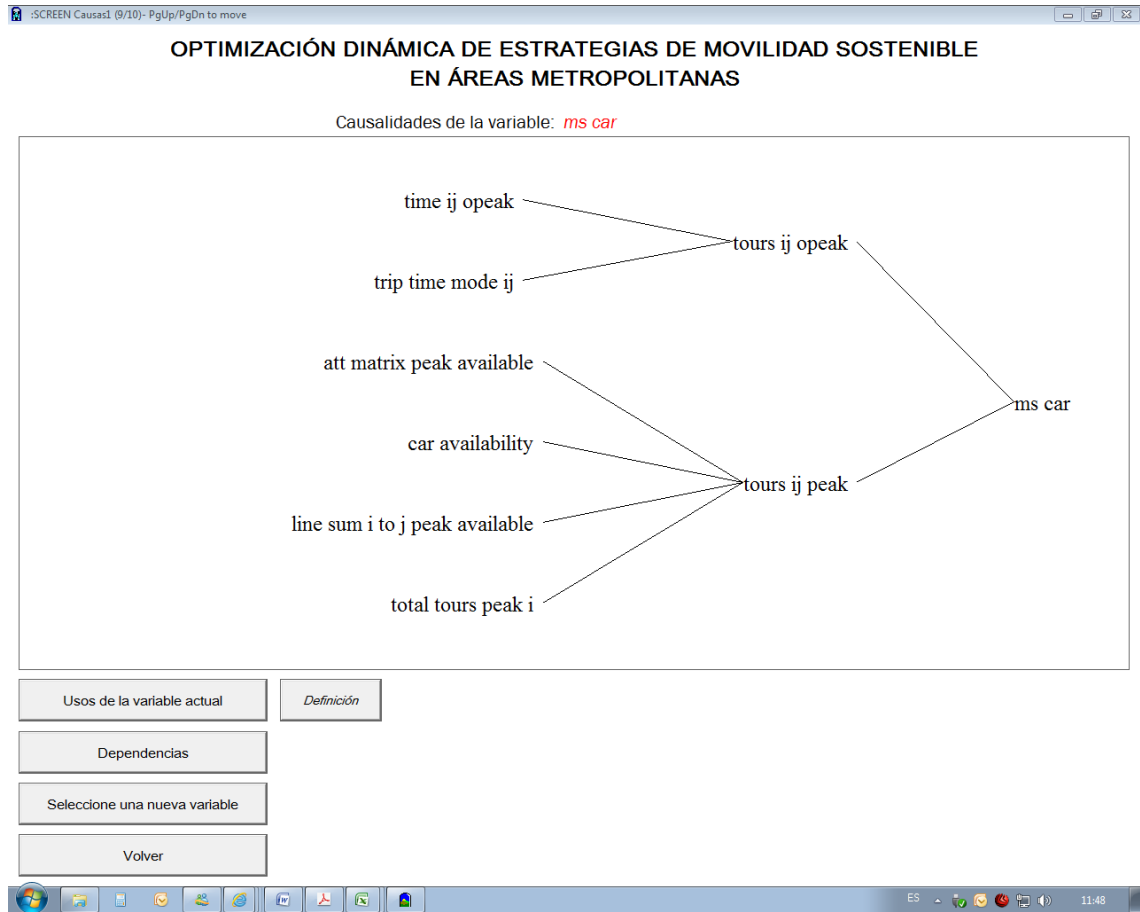 :SCREEN Causas1 (9/10)- PgUp/PgDn to move
OPTIMIZACIÓN DINÁMICA DE ESTRATEGIAS DE MOVILIDAD SOSTENIBLE
EN ÁREAS METROPOLITANAS
Causalidades de la variable: ms car
time ij opeak
tours ij opeak
trip time mode ij
att matrix peak available
ms car
car availability
tours ij peak
line sum i to j peak available
total tours peak i
Usos de la variable actual
Definición
Dependencias
Seleccione una nueva variable
Volver
ES
11:48